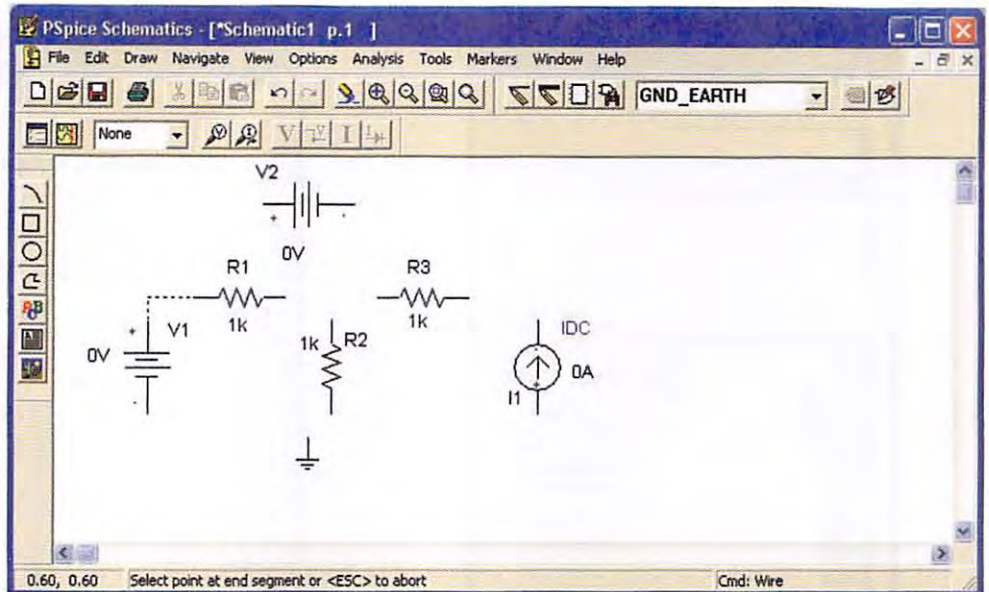 PSpice Schematics - [*Schematic1 p.1 ]
File Edit Draw Navigate View Options Analysis Tools Markers Window Help
GND_EARTH
None
V
I
V2
+ -
0V
R1
R3
1k
1k
+ V1
0V
-
1k R2
IDC
-
0A
+
I1
0.60, 0.60 Select point at end segment or <ESC> to abort Cmd: Wire